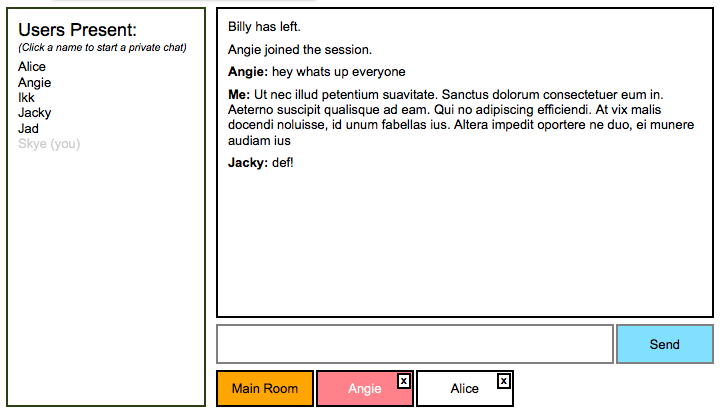 Users Present:
(Click a name to start a private chat)
Alice
Angie
Ikk
Jacky
Jad
Skye (you)
Billy has left.
Angie joined the session.
Angie: hey whats up everyone
Me: Ut nec illud petentium suavitate. Sanctus dolorum consectetuer eum in.
Aeterno suscipit qualisque ad eam. Qui no adipiscing efficiendi. At vix malis
docendi noluisse, id unum fabellas ius. Altera impedit oportere ne duo, ei munere
audiam ius
Jacky: def!
Send
Main Room
Angie x
Alice x